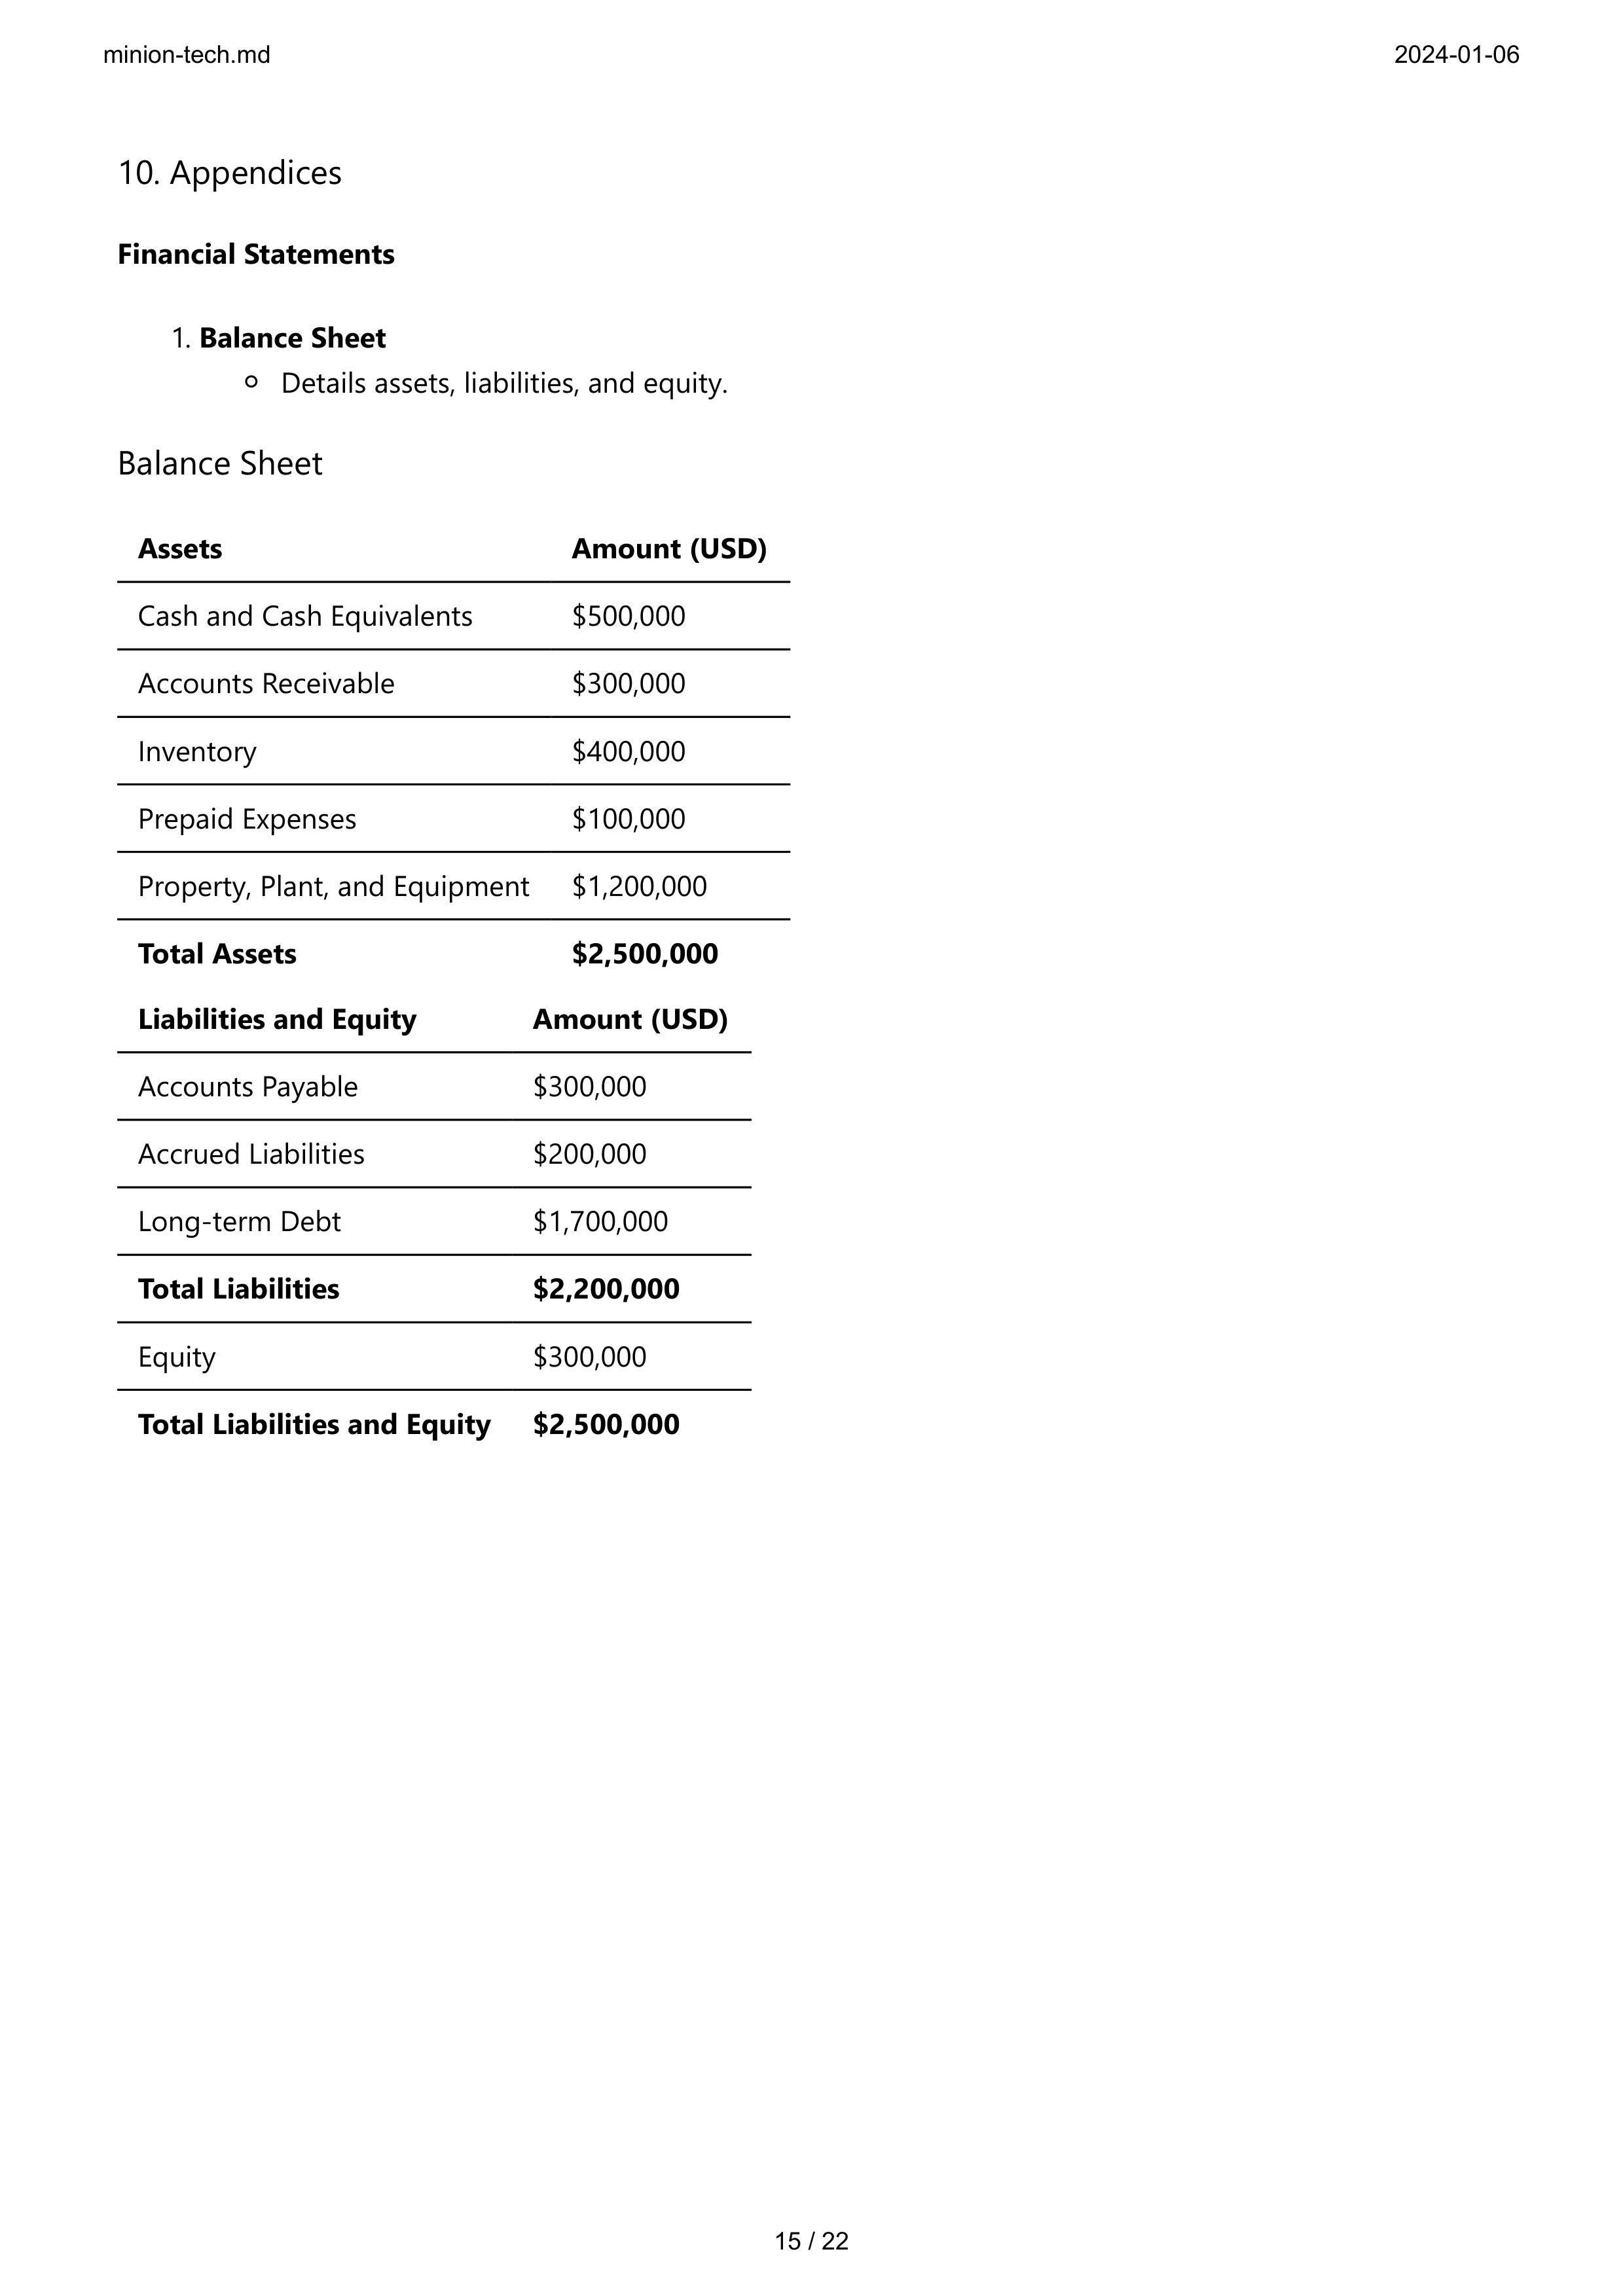 minion-tech.md 2024-01-06
10. Appendices
Financial Statements
1. Balance Sheet
○ Details assets, liabilities, and equity.
Balance Sheet
Assets Amount (USD)
Cash and Cash Equivalents $500,000
Accounts Receivable $300,000
Inventory $400,000
Prepaid Expenses $100,000
Property, Plant, and Equipment $1,200,000
Total Assets $2,500,000
Liabilities and Equity Amount (USD)
Accounts Payable $300,000
Accrued Liabilities $200,000
Long-term Debt $1,700,000
Total Liabilities $2,200,000
Equity $300,000
Total Liabilities and Equity $2,500,000
15 / 22